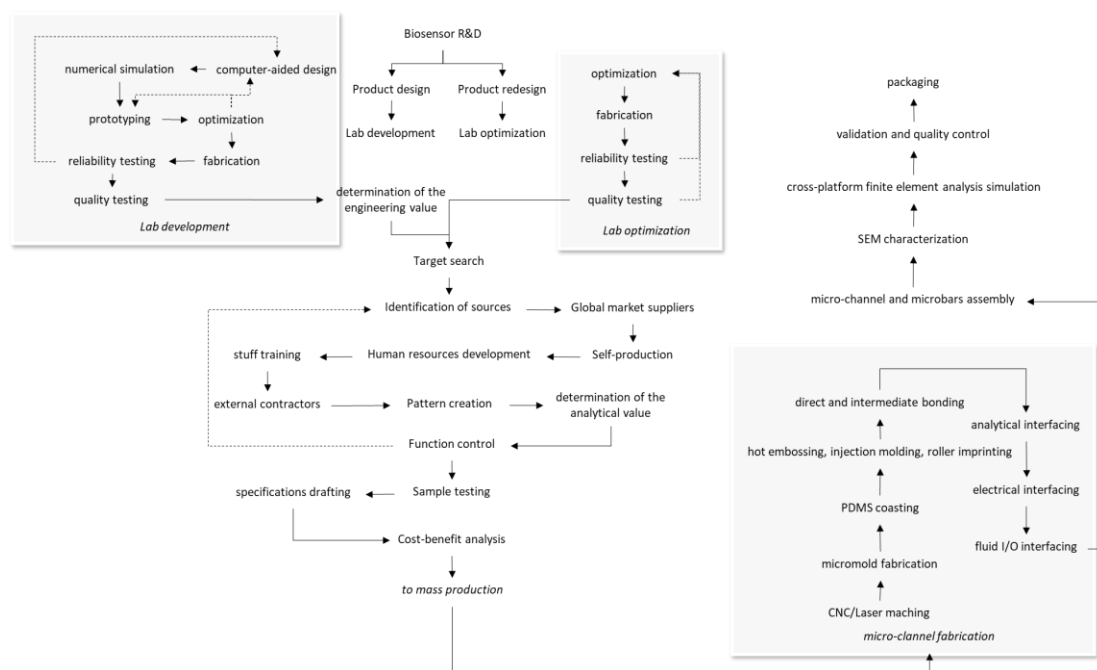 Biosensor R&D
Product design
Product redesign
Lab development
Lab optimization
numerical simulation
computer-aided design
prototyping
optimization
reliability testing
fabrication
quality testing
Lab development
determination of the
engineering value
optimization
fabrication
reliability testing
quality testing
Lab optimization
Target search
Identification of sources
Global market suppliers
stuff training
Human resources development
Self-production
external contractors
Pattern creation
determination of the
analytical value
Function control
specifications drafting
Sample testing
Cost-benefit analysis
to mass production
packaging
validation and quality control
cross-platform finite element analysis simulation
SEM characterization
micro-channel and microbars assembly
direct and intermediate bonding
analytical interfacing
hot embossing, injection molding, roller imprinting
electrical interfacing
PDMS coasting
fluid I/O interfacing
micromold fabrication
CNC/Laser maching
micro-clannel fabrication